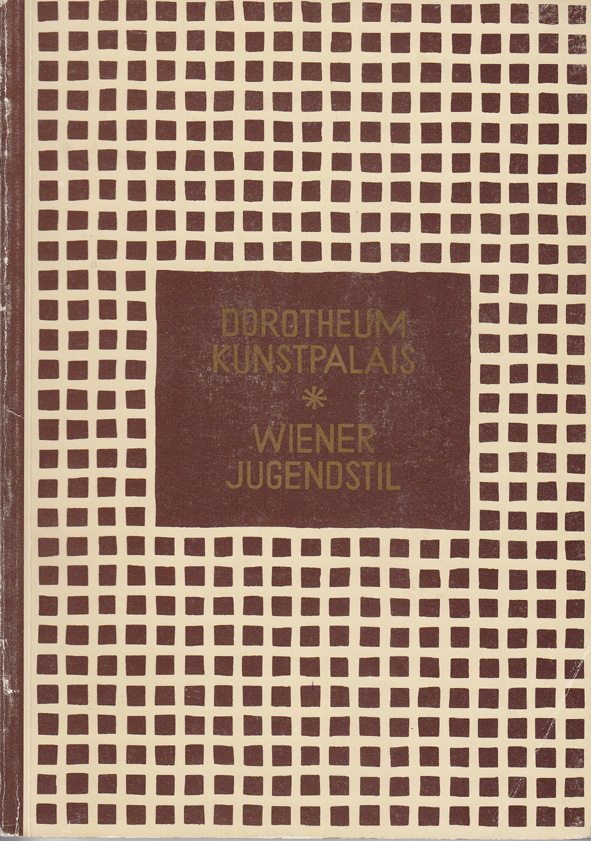 DOROTHEUM
KUNSTPALAIS
*
WIENER
JUGENDSTIL